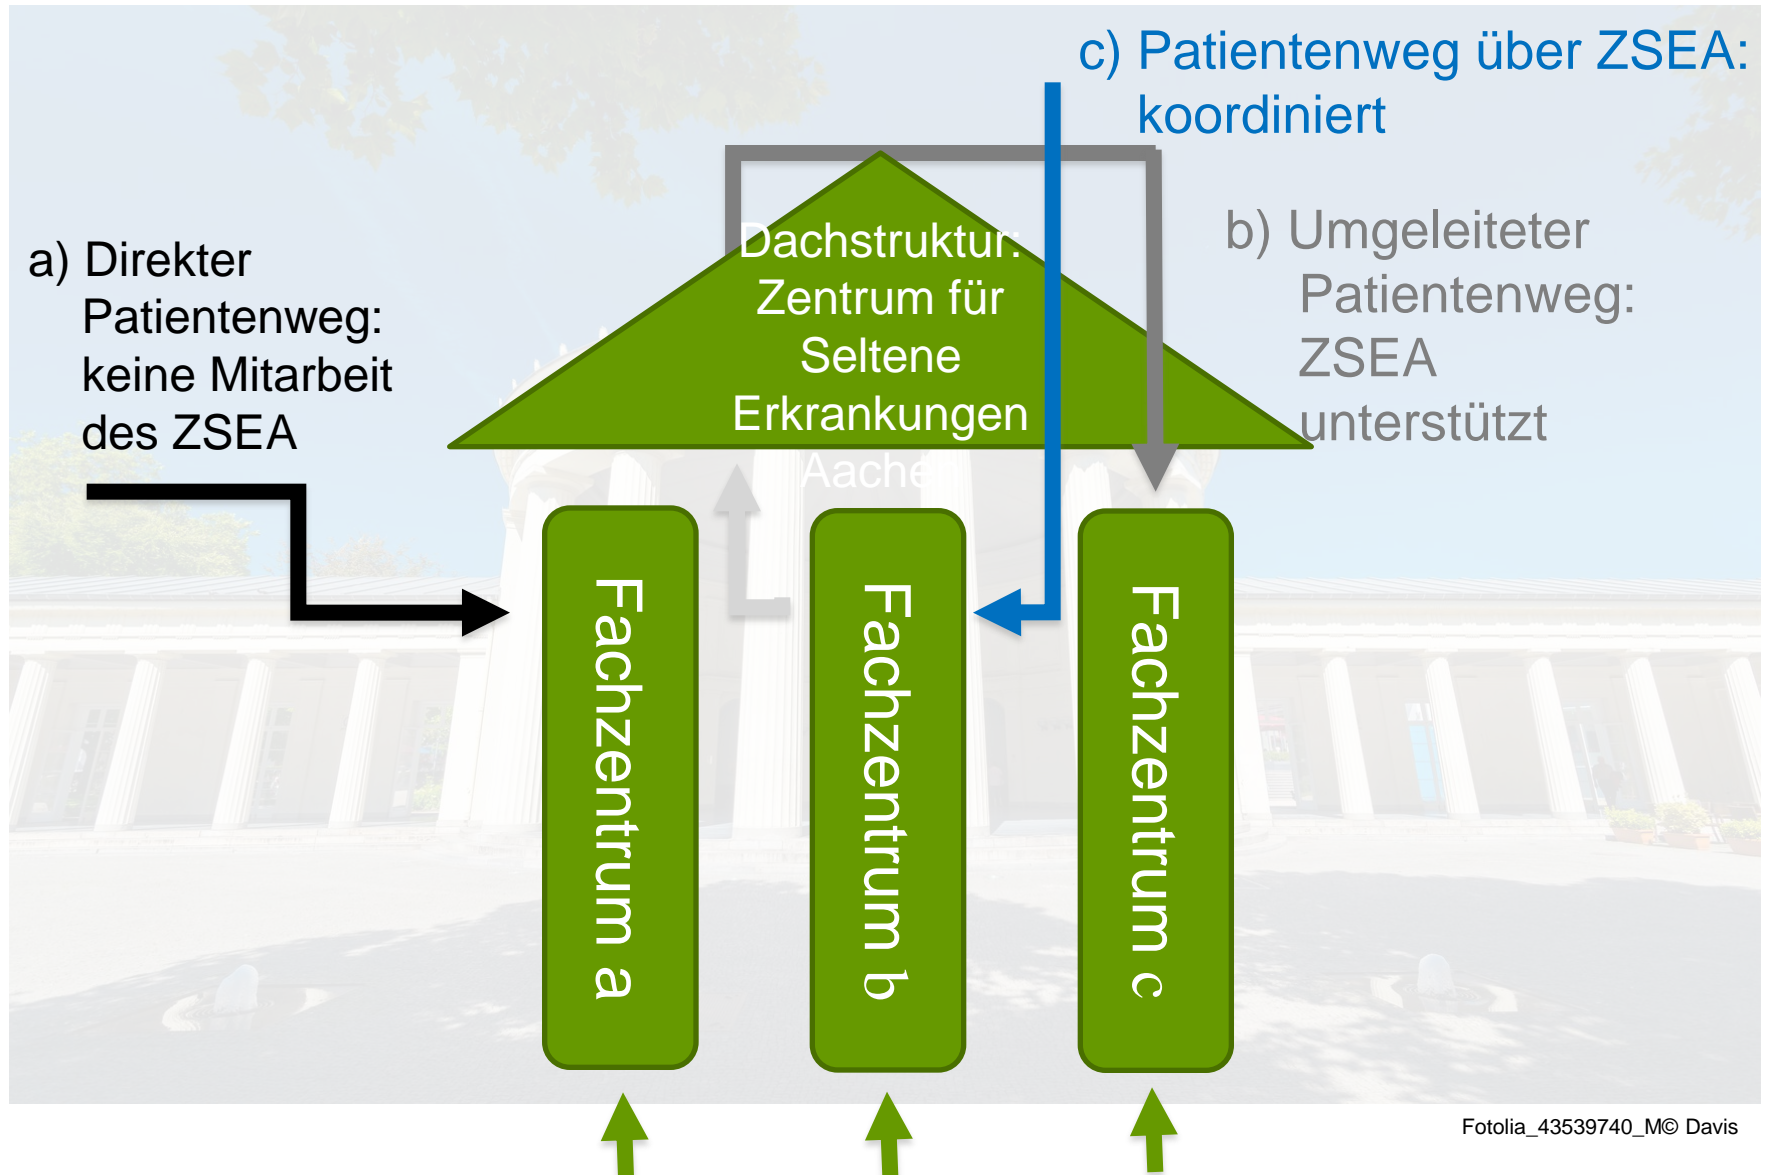 c) Patientenweg über ZSEA:
koordiniert
a) Direkter
Patientenweg:
keine Mitarbeit
des ZSEA
Dachstruktur:
Zentrum für
Seltene
Erkrankungen
Aachen
b) Umgeleiteter
Patientenweg:
ZSEA
unterstützt
Fachzentrum a
Fachzentrum b
Fachzentrum c
Fotolia_43539740_M© Davis